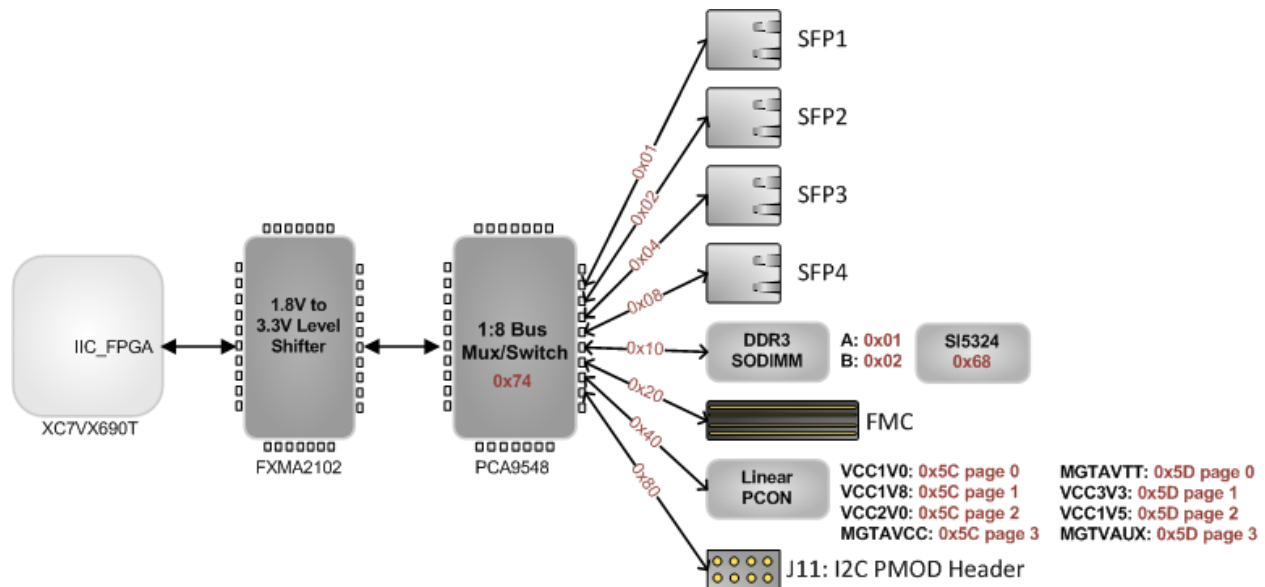 SFP1
SFP2
SFP3
SFP4
0x01
0x02
0x04
0x08
0x10
0x20
0x40
0x80
IIC_FPGA
XC7VX690T
1.8V to
3.3V Level
Shifter
FXMA2102
1:8 Bus
Mux/Switch
0x74
PCA9548
DDR3
SODIMM
A: 0x01
B: 0x02
SI5324
0x68
FMC
Linear
PCON
VCC1V0: 0x5C page 0
VCC1V8: 0x5C page 1
VCC2V0: 0x5C page 2
MGTAVCC: 0x5C page 3
MGTAVTT: 0x5D page 0
VCC3V3: 0x5D page 1
VCC1V5: 0x5D page 2
MGTVAUX: 0x5D page 3
J11: I2C PMOD Header